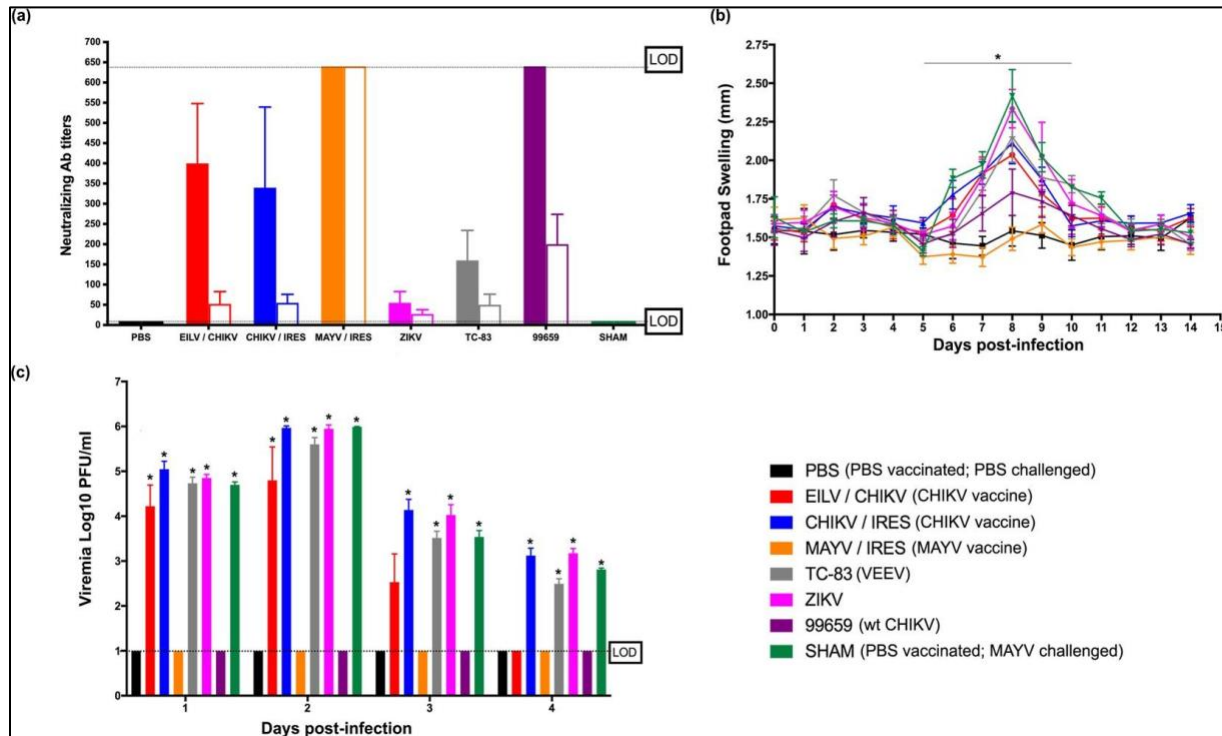 (a)
Neutralizing Ab titers
700
650
600
550
500
450
400
350
300
250
200
150
100
50
0
LOD
LOD
PBS
EILV / CHIKV
CHIKV / IRES
MAYV / IRES
ZIKV
TC-83
99659
SHAM
(b)
Footpad Swelling (mm)
2.75
2.50
2.25
2.00
1.75
1.50
1.25
1.00
*
0 1 2 3 4 5 6 7 8 9 10 11 12 13 14 15
Days post-infection
(c)
Viremia Log10 PFU/ml
7
6
5
4
3
2
1
0
* * * * *
* * * * *
* * * *
* * * *
LOD
1 2 3 4
Days post-infection
PBS (PBS vaccinated; PBS challenged)
EILV / CHIKV (CHIKV vaccine)
CHIKV / IRES (CHIKV vaccine)
MAYV / IRES (MAYV vaccine)
TC-83 (VEEV)
ZIKV
99659 (wt CHIKV)
SHAM (PBS vaccinated; MAYV challenged)